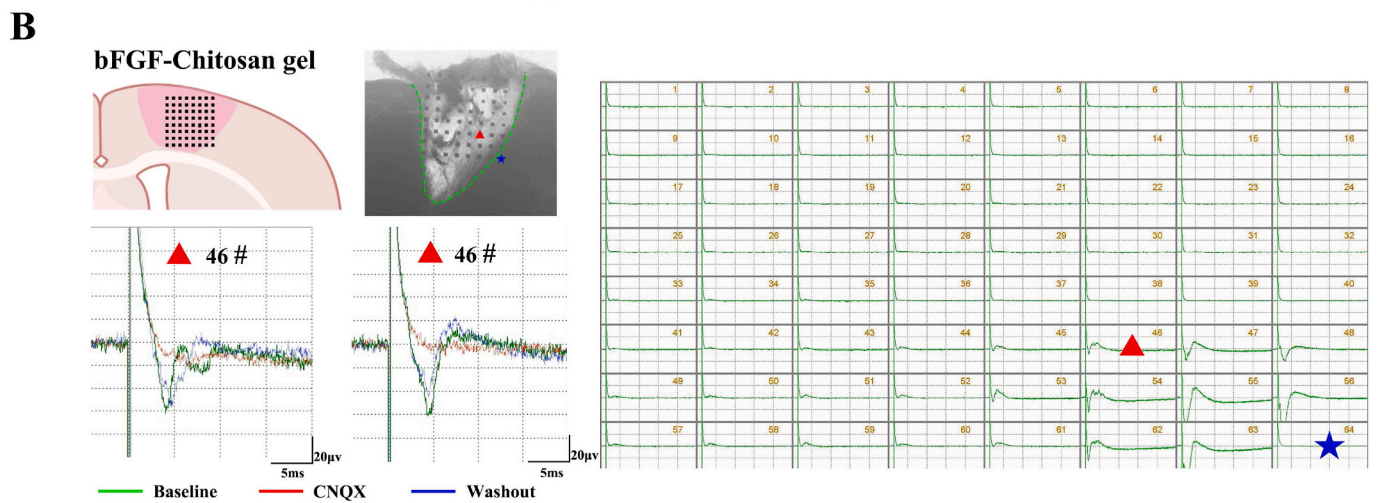 B
bFGF-Chitosan gel
1 2 3 4 5 6 7 8
9 10 11 12 13 14 15 16
17 18 19 20 21 22 23 24
25 26 27 28 29 30 31 32
33 34 35 36 37 38 39 40
41 42 43 44 45 46 47 48
49 50 51 52 53 54 55 56
57 58 59 60 61 62 63 64
46 #
20μv
5ms
46 #
20μv
5ms
Baseline CNQX Washout